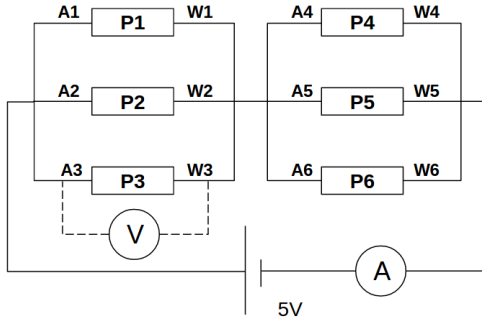 A1 P1 W1 A4 P4 W4
A2 P2 W2 A5 P5 W5
A3 P3 W3 A6 P6 W6
V
A
5V